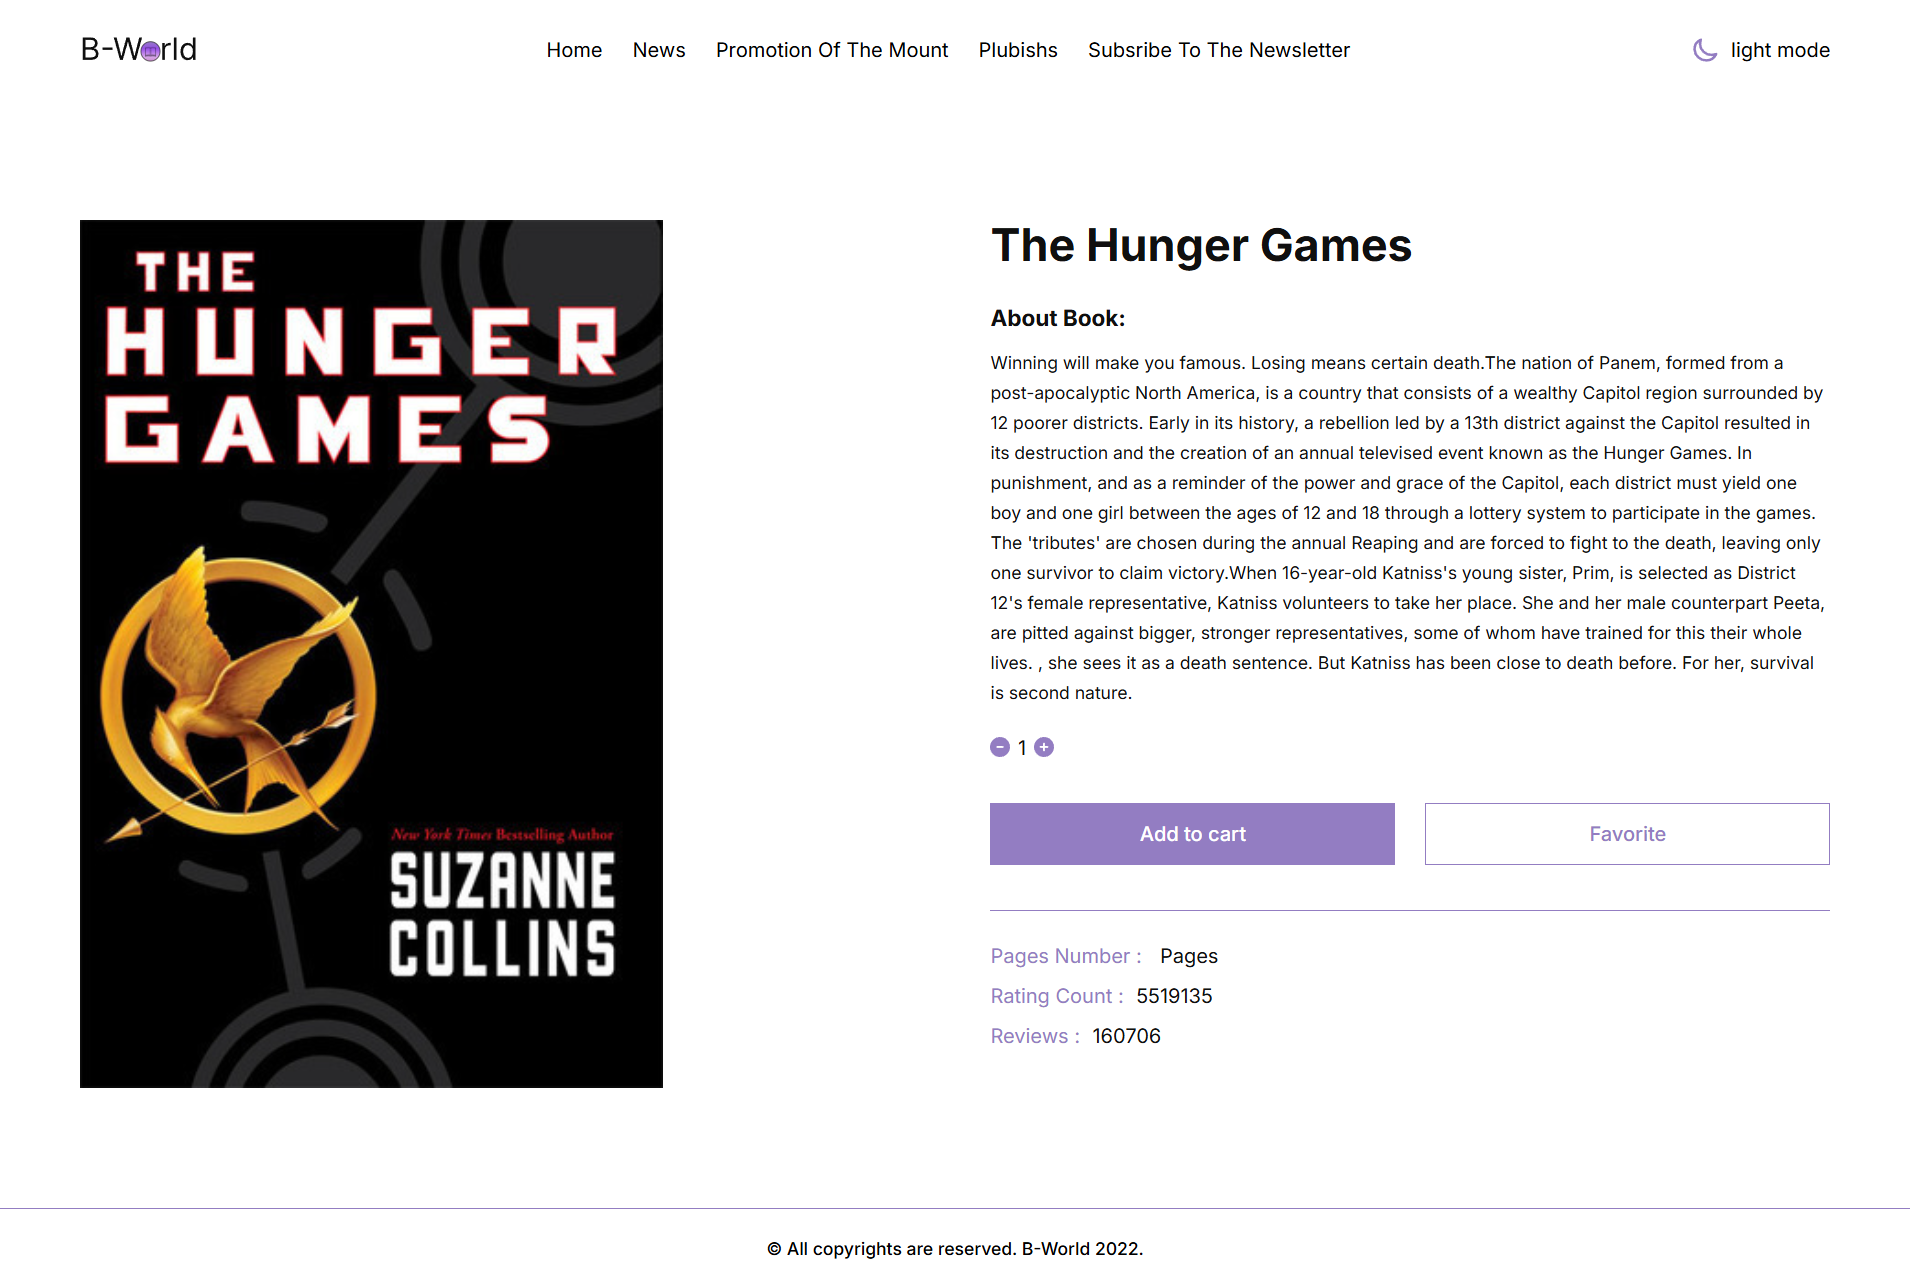 B-World
Home
News
Promotion Of The Mount
Plubishs
Subsribe To The Newsletter
light mode
THE
HUNGER
GAMES
New York Times Bestselling Author
SUZANNE
COLLINS
The Hunger Games
About Book:
Winning will make you famous. Losing means certain death.The nation of Panem, formed from a
post-apocalyptic North America, is a country that consists of a wealthy Capitol region surrounded by
12 poorer districts. Early in its history, a rebellion led by a 13th district against the Capitol resulted in
its destruction and the creation of an annual televised event known as the Hunger Games. In
punishment, and as a reminder of the power and grace of the Capitol, each district must yield one
boy and one girl between the ages of 12 and 18 through a lottery system to participate in the games.
The 'tributes' are chosen during the annual Reaping and are forced to fight to the death, leaving only
one survivor to claim victory.When 16-year-old Katniss's young sister, Prim, is selected as District
12's female representative, Katniss volunteers to take her place. She and her male counterpart Peeta,
are pitted against bigger, stronger representatives, some of whom have trained for this their whole
lives. , she sees it as a death sentence. But Katniss has been close to death before. For her, survival
is second nature.
- 1 +
Add to cart
Favorite
Pages Number : Pages
Rating Count : 5519135
Reviews : 160706
© All copyrights are reserved. B-World 2022.